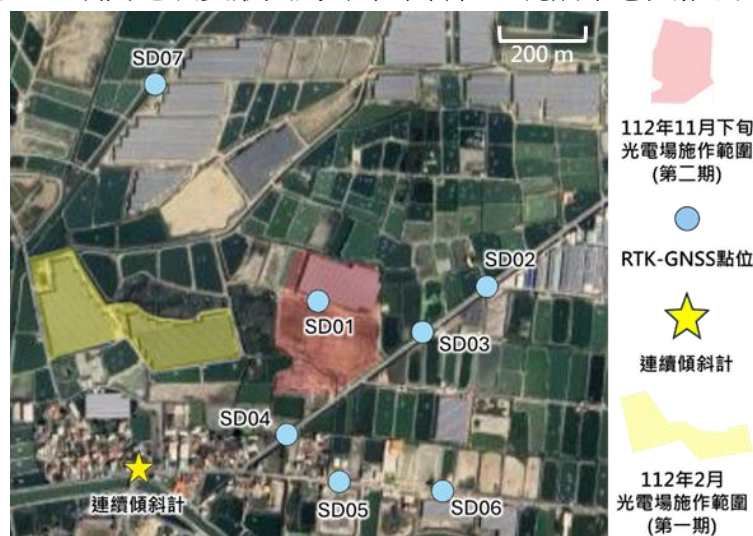 SD07
200 m
SD02
SD01
SD03
SD04
連續傾斜計
SD05
SD06
112年11月下旬
光電場施作範圍
(第二期)
RTK-GNSS點位
連續傾斜計
112年2月
光電場施作範圍
(第一期)